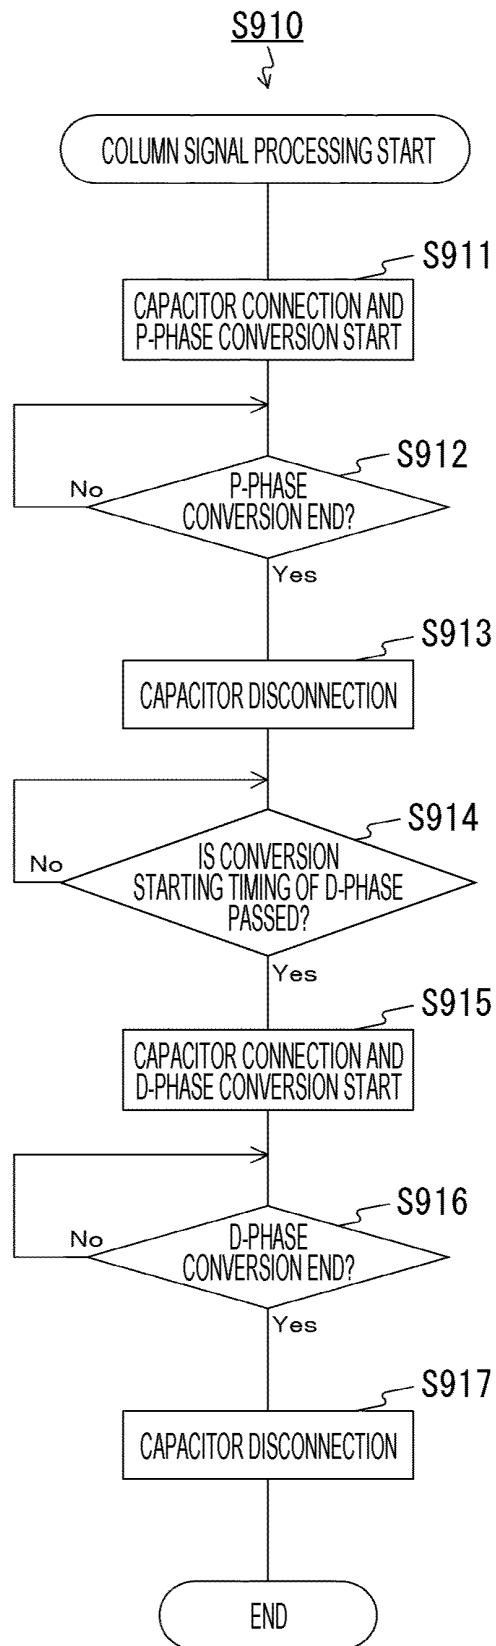 S910
COLUMN SIGNAL PROCESSING START
S911
CAPACITOR CONNECTION AND
P-PHASE CONVERSION START
S912
P-PHASE
CONVERSION END?
No
Yes
S913
CAPACITOR DISCONNECTION
S914
IS CONVERSION
STARTING TIMING OF D-PHASE
PASSED?
No
Yes
S915
CAPACITOR CONNECTION AND
D-PHASE CONVERSION START
S916
D-PHASE
CONVERSION END?
No
Yes
S917
CAPACITOR DISCONNECTION
END